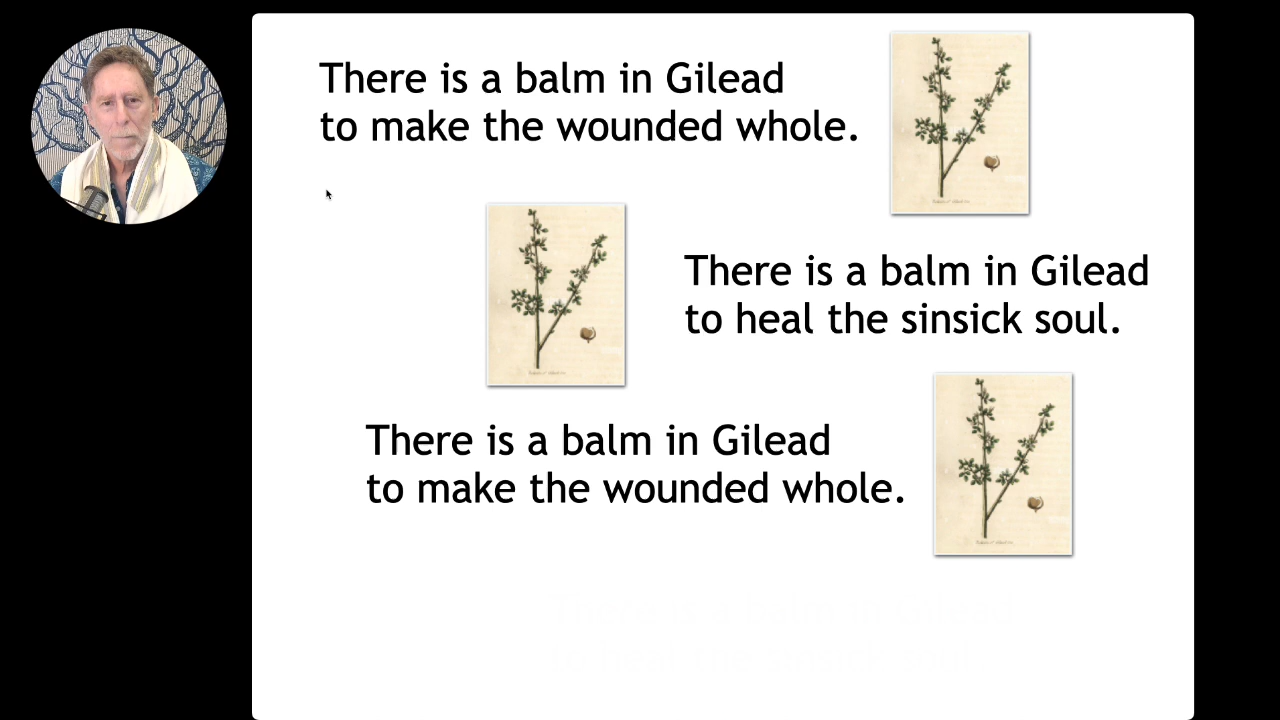 There is a balm in Gilead
to make the wounded whole.
There is a balm in Gilead
to heal the sinsick soul.
There is a balm in Gilead
to make the wounded whole.